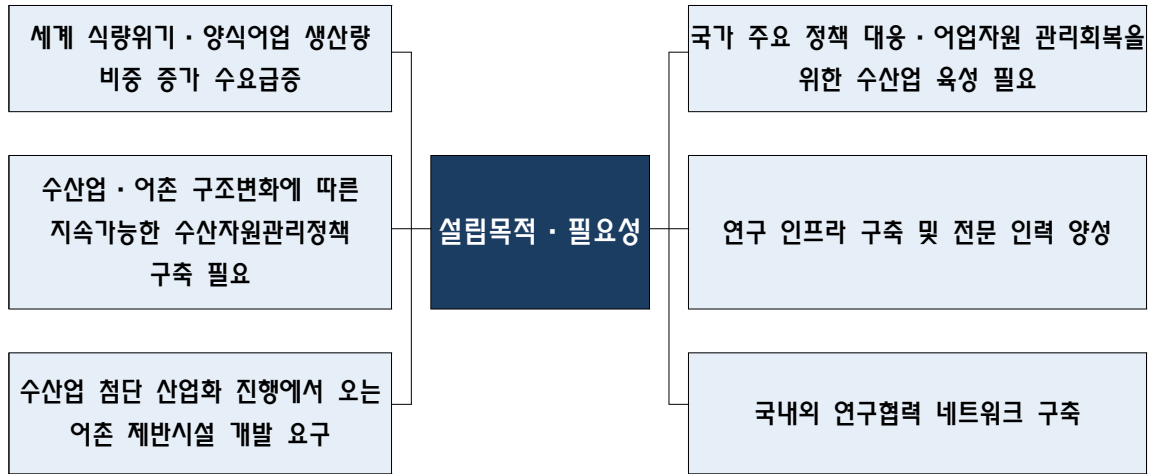 세계 식량위기 · 양식어업 생산량
비중 증가 수요급증
수산업 · 어촌 구조변화에 따른
지속가능한 수산자원관리정책
구축 필요
수산업 첨단 산업화 진행에서 오는
어촌 제반시설 개발 요구
설립목적 · 필요성
국가 주요 정책 대응 · 어업자원 관리회복을
위한 수산업 육성 필요
연구 인프라 구축 및 전문 인력 양성
국내외 연구협력 네트워크 구축